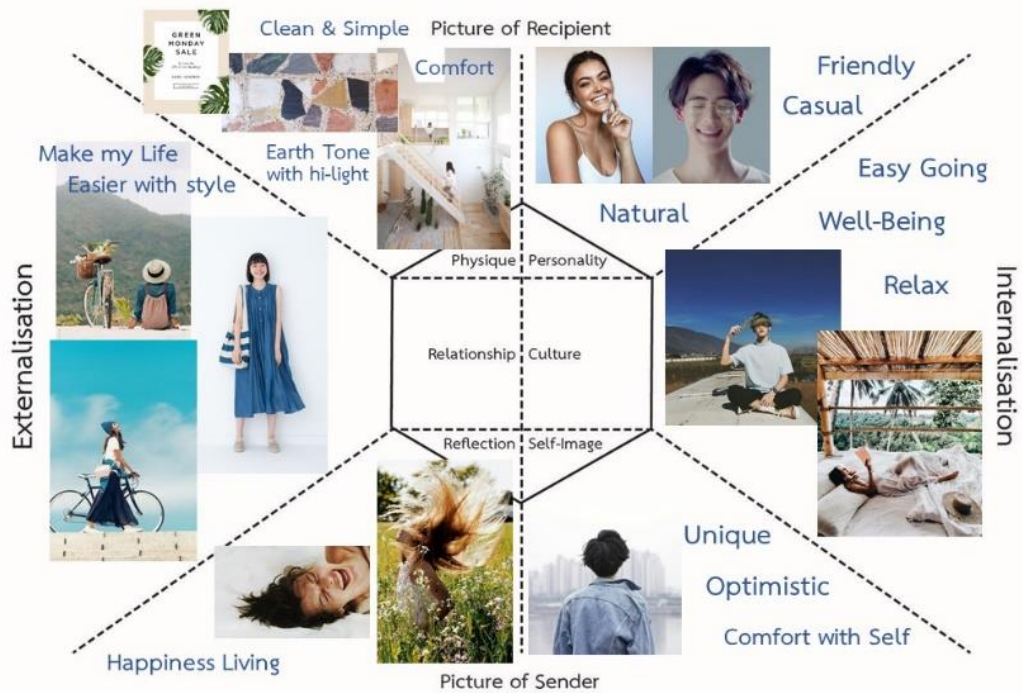 Clean & Simple
Picture of Recipient
GREEN
MONDAY
SALE
Comfort
Friendly
Casual
Make my Life
Easier with style
Earth Tone
with hi-light
Easy Going
Natural
Well-Being
Physique
Personality
Relax
Externalisation
Internalisation
Relationship
Culture
Reflection
Self-Image
Unique
Optimistic
Comfort with Self
Happiness Living
Picture of Sender